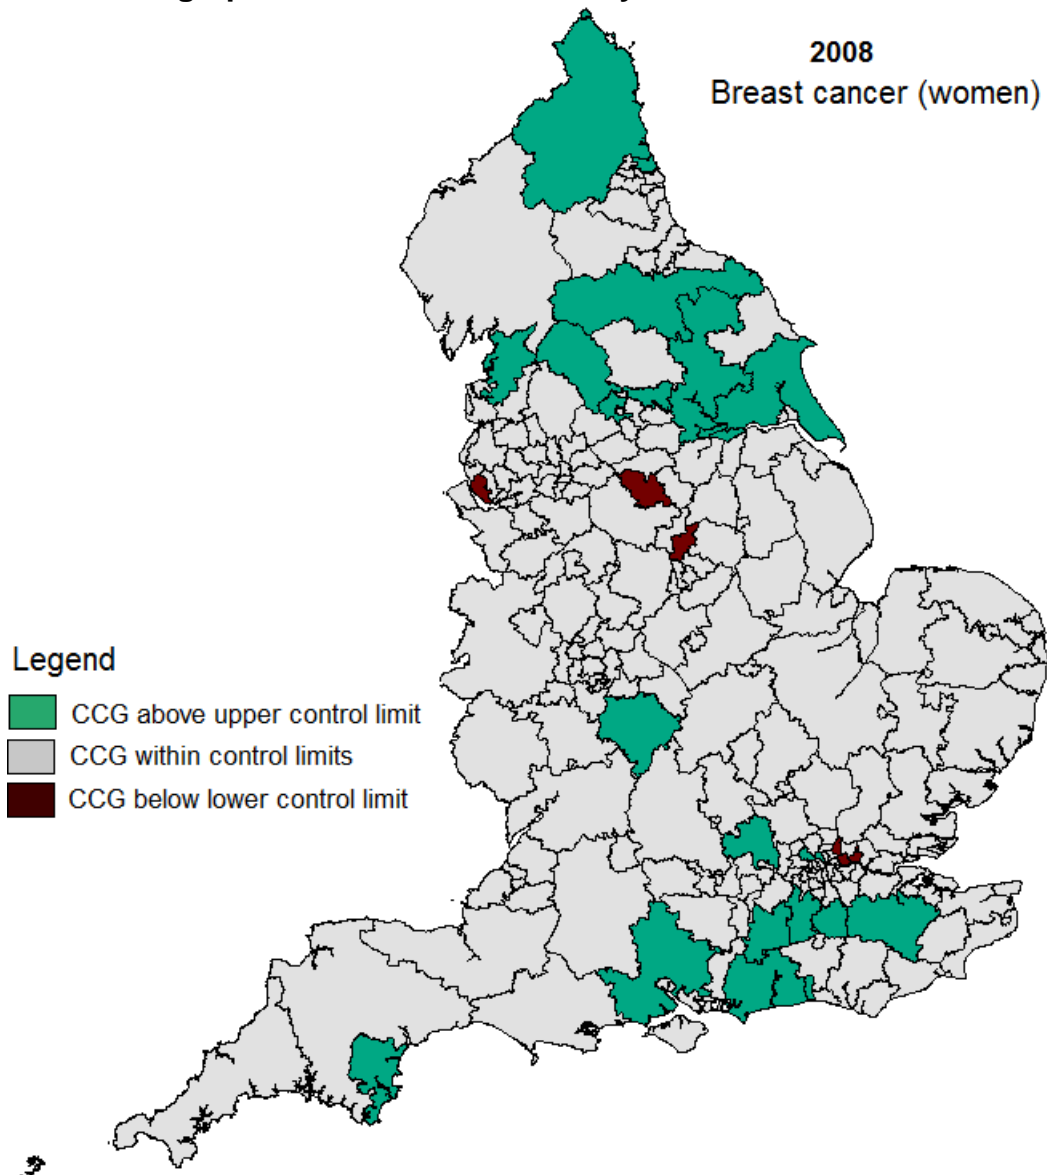 2008
Breast cancer (women)
Legend
CCG above upper control limit
CCG within control limits
CCG below lower control limit